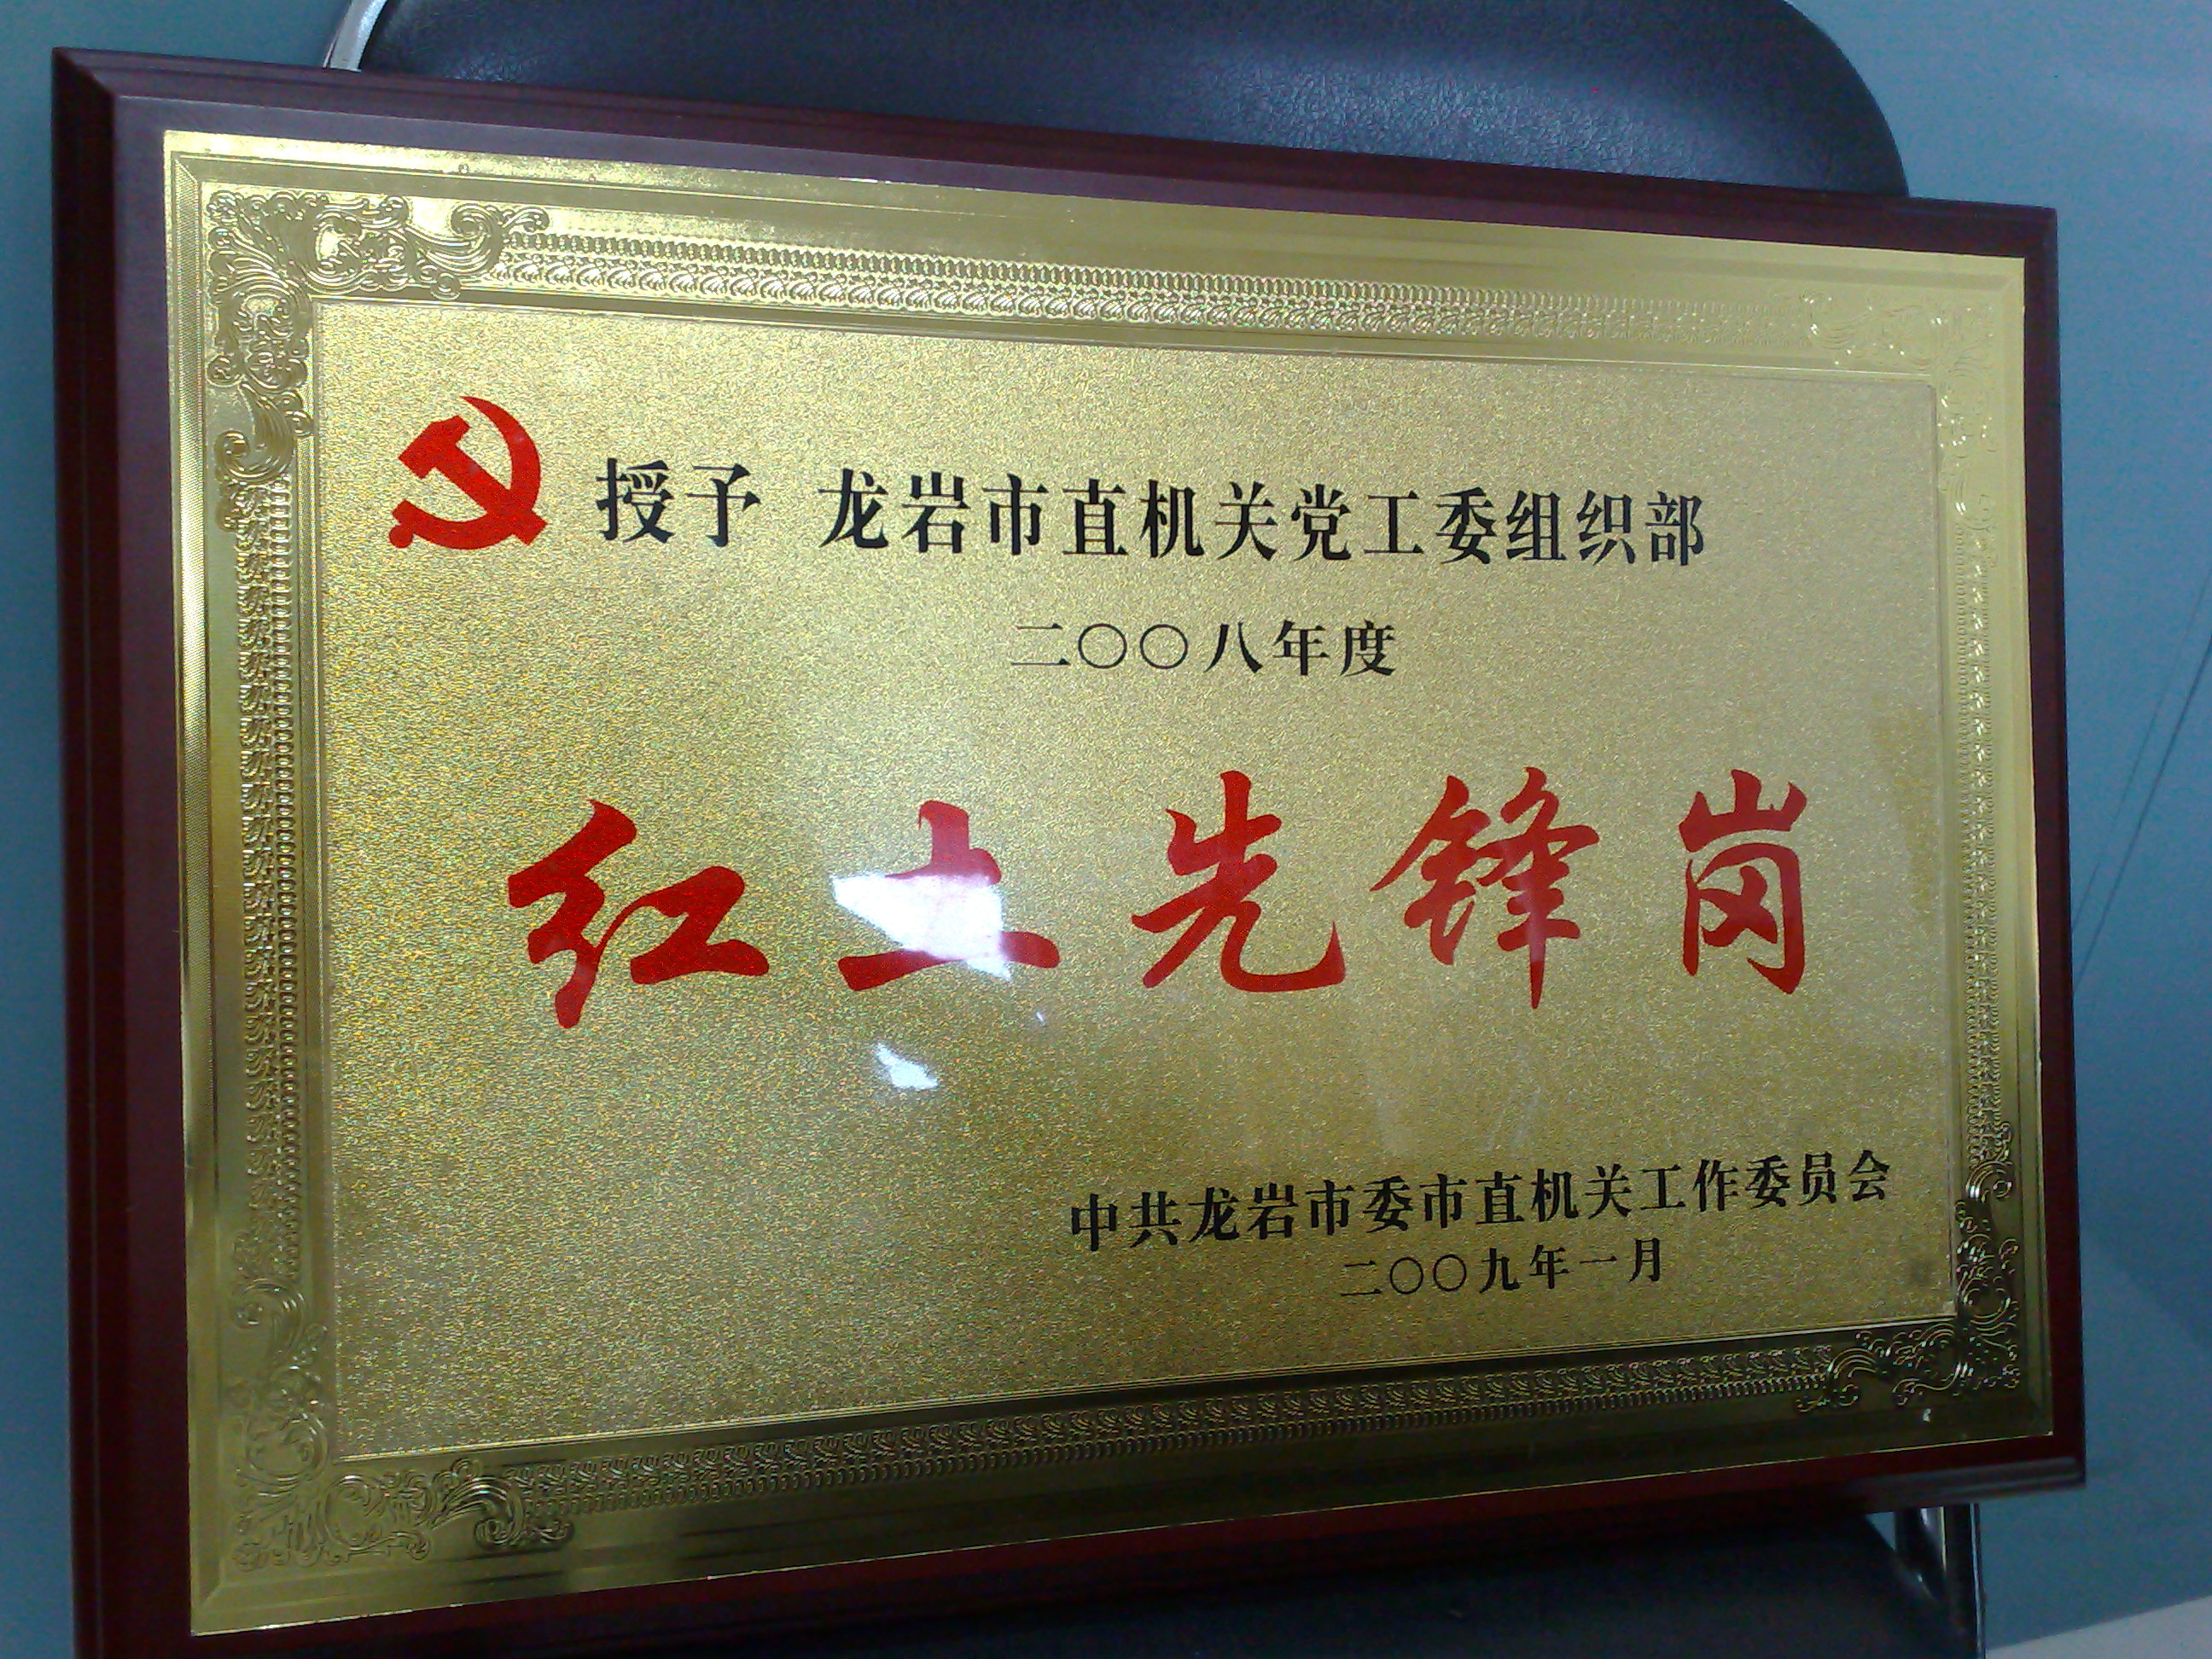 授予 龙岩市直机关党工委组织部
二〇〇八年度
红土先锋岗
中共龙岩市委市直机关工作委员会
二〇〇九年一月